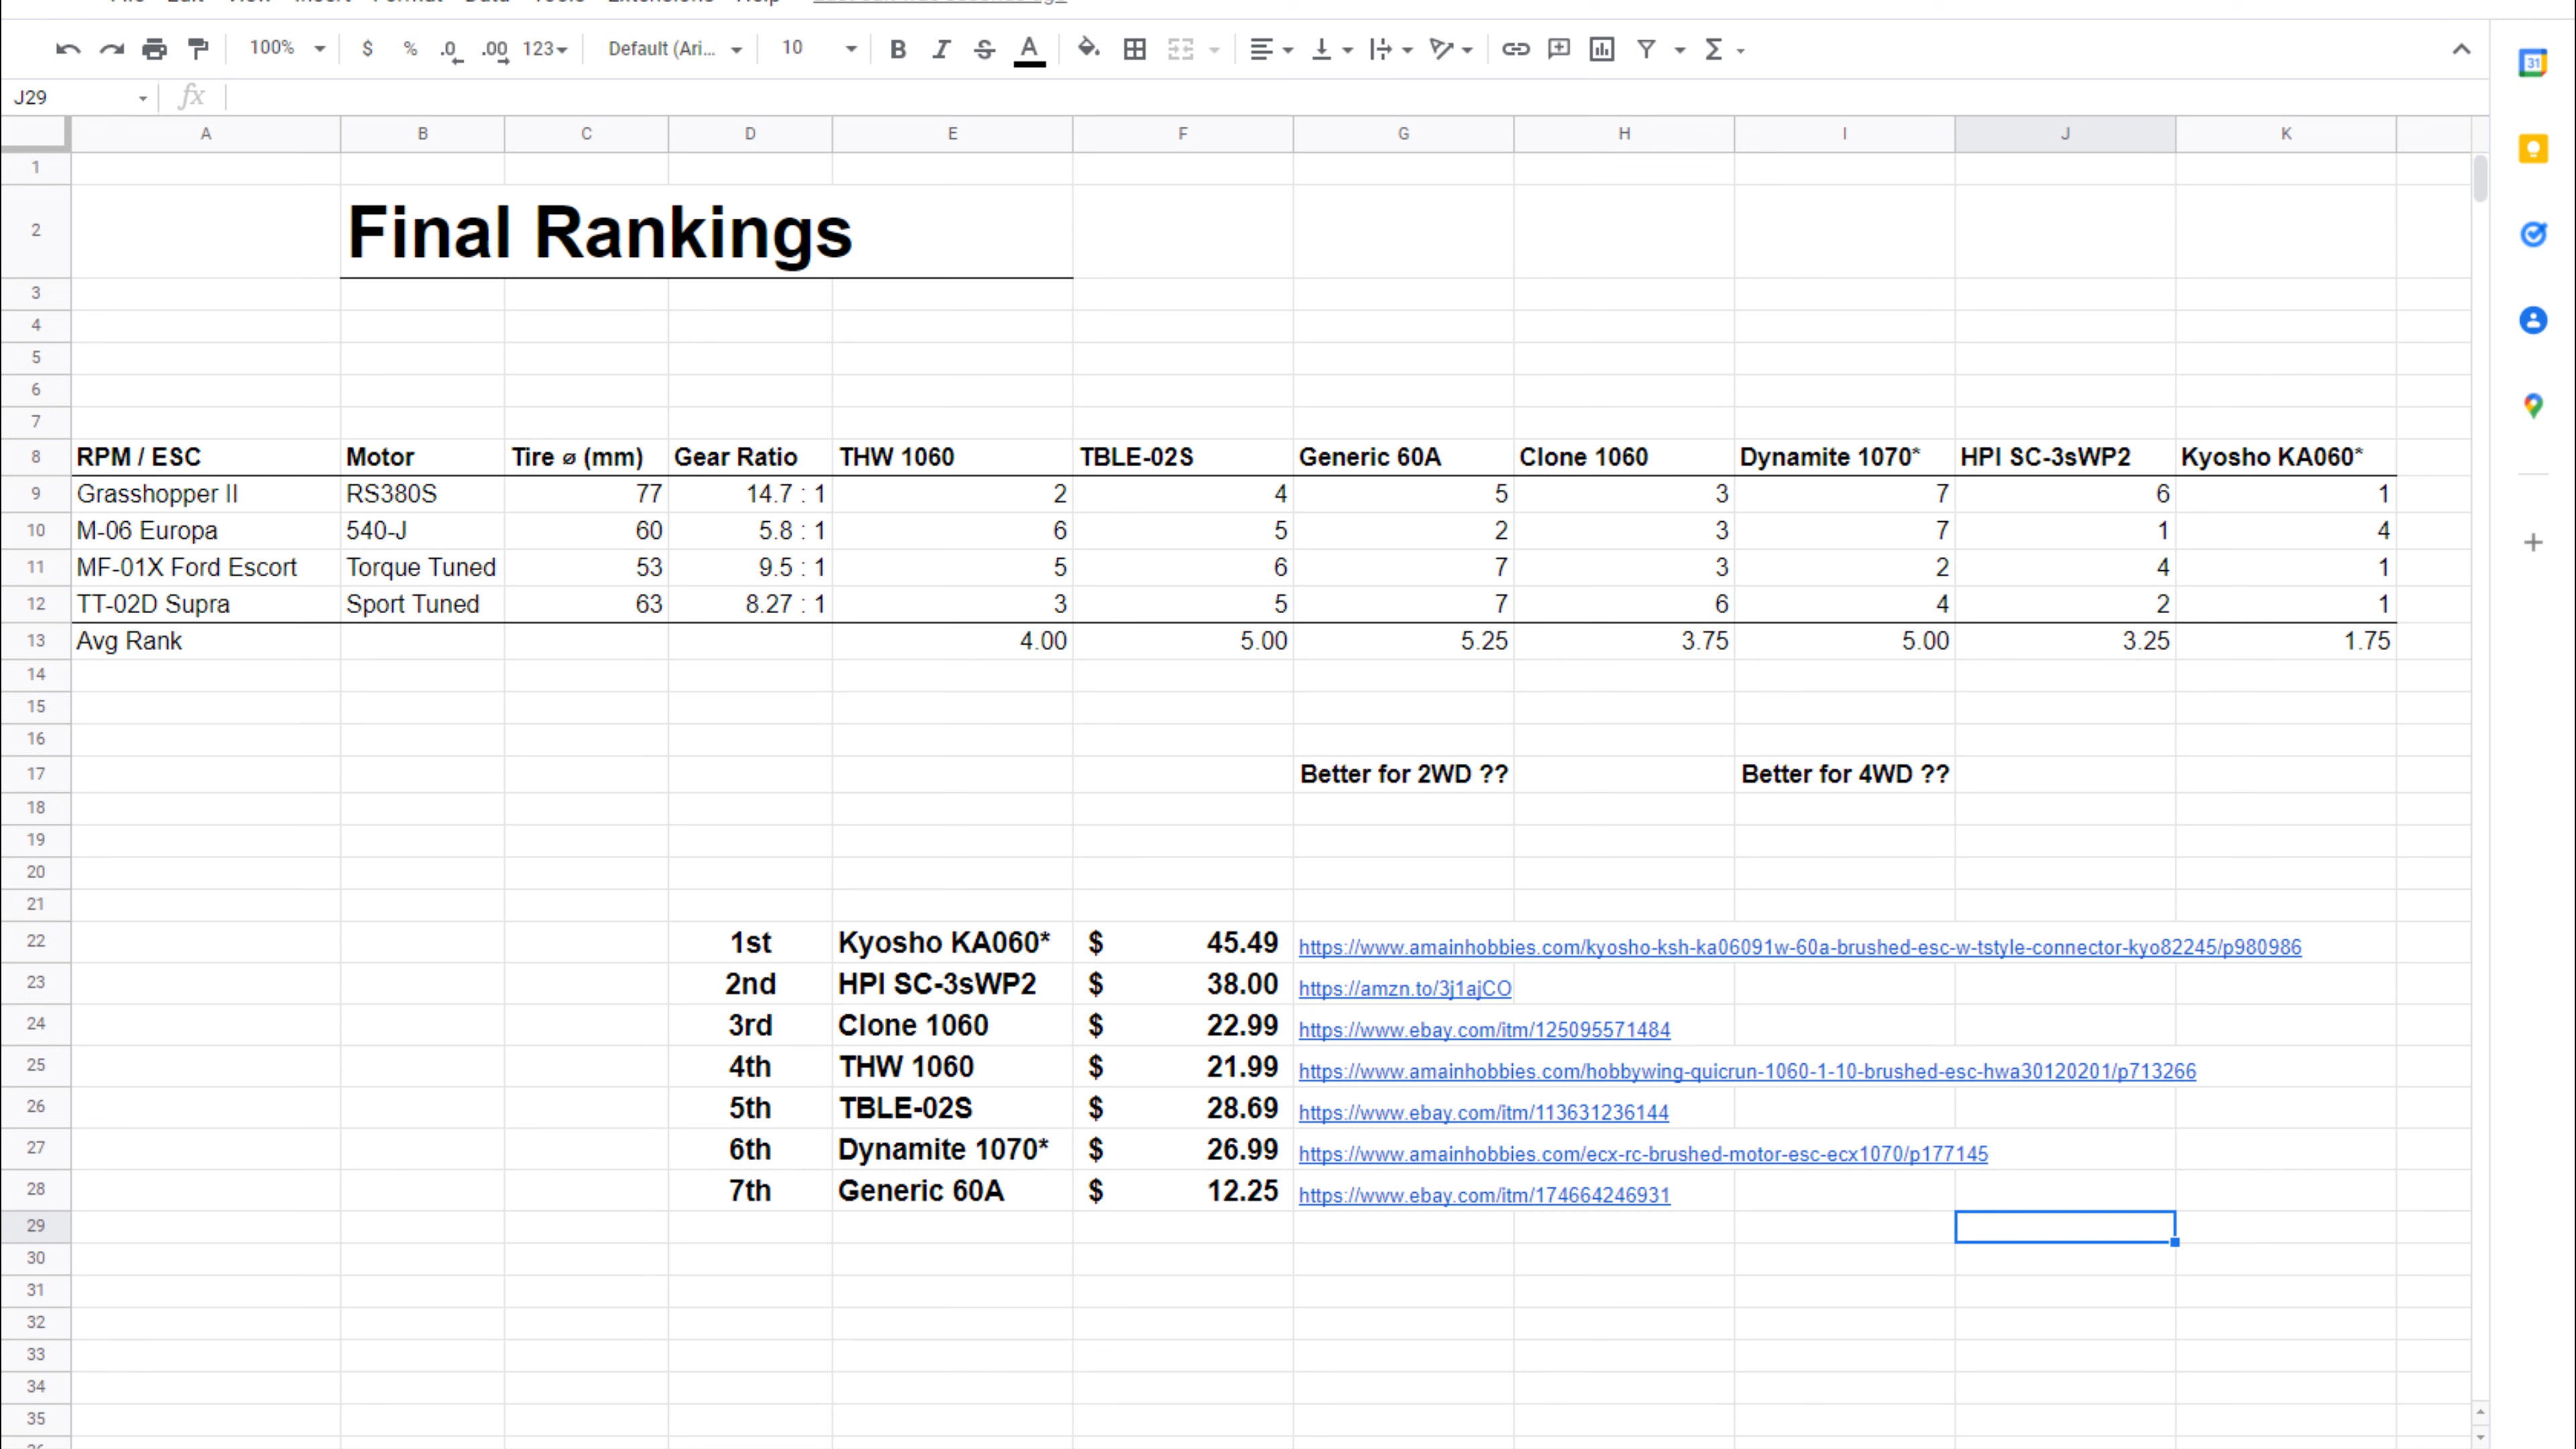 100% $ % .0 .00 123 Default (Ari... 10 B I S A Σ
J29 fx
31
A B C D E F G H I J K
1
2 Final Rankings
3
4
5
6
7
8 RPM / ESC Motor Tire ⌀ (mm) Gear Ratio THW 1060 TBLE-02S Generic 60A Clone 1060 Dynamite 1070* HPI SC-3sWP2 Kyosho KA060*
9 Grasshopper II RS380S 77 14.7 : 1 2 4 5 3 7 6 1
10 M-06 Europa 540-J 60 5.8 : 1 6 5 2 3 7 1 4
11 MF-01X Ford Escort Torque Tuned 53 9.5 : 1 5 6 7 3 2 4 1
12 TT-02D Supra Sport Tuned 63 8.27 : 1 3 5 7 6 4 2 1
13 Avg Rank 4.00 5.00 5.25 3.75 5.00 3.25 1.75
14
15
16
17 Better for 2WD ?? Better for 4WD ??
18
19
20
21
22 1st Kyosho KA060* $ 45.49 https://www.amainhobbies.com/kyosho-ksh-ka06091w-60a-brushed-esc-w-tstyle-connector-kyo82245/p980986
23 2nd HPI SC-3sWP2 $ 38.00 https://amzn.to/3j1ajCO
24 3rd Clone 1060 $ 22.99 https://www.ebay.com/itm/125095571484
25 4th THW 1060 $ 21.99 https://www.amainhobbies.com/hobbywing-quicrun-1060-1-10-brushed-esc-hwa30120201/p713266
26 5th TBLE-02S $ 28.69 https://www.ebay.com/itm/113631236144
27 6th Dynamite 1070* $ 26.99 https://www.amainhobbies.com/ecx-rc-brushed-motor-esc-ecx1070/p177145
28 7th Generic 60A $ 12.25 https://www.ebay.com/itm/174664246931
29
30
31
32
33
34
35